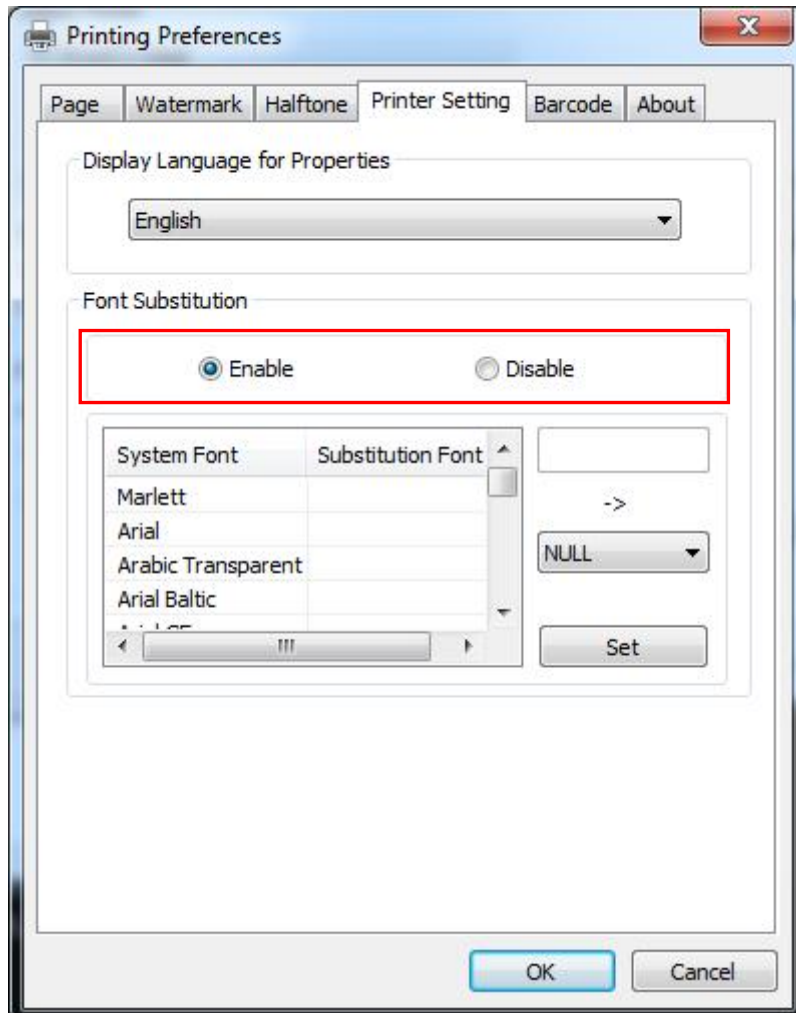 Printing Preferences
Page Watermark Halftone Printer Setting Barcode About
Display Language for Properties
English
Font Substitution
Enable Disable
System Font Substitution Font
Marlett
Arial
->
Arabic Transparent
NULL
Arial Baltic
Set
OK Cancel